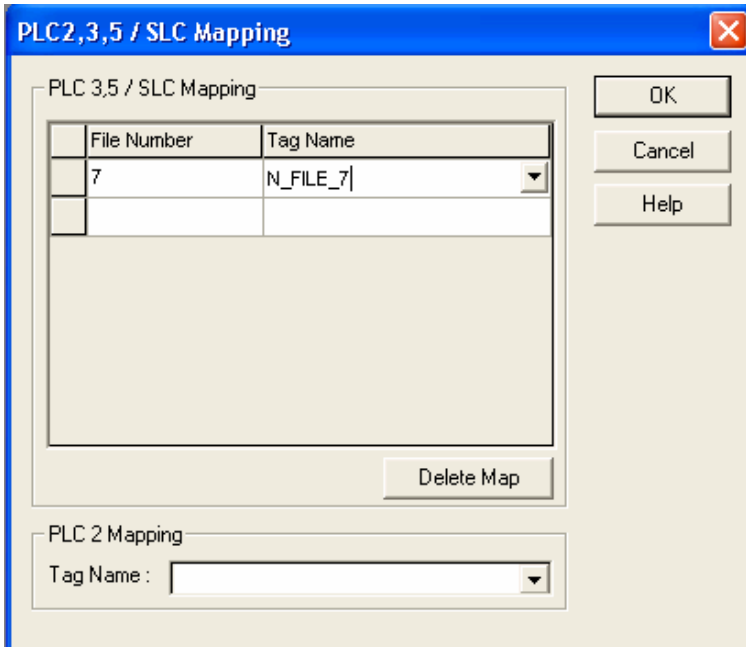 PLC2,3,5 / SLC Mapping
PLC 3,5 / SLC Mapping
File Number Tag Name
7 N_FILE_7
Delete Map
PLC 2 Mapping
Tag Name :
OK
Cancel
Help